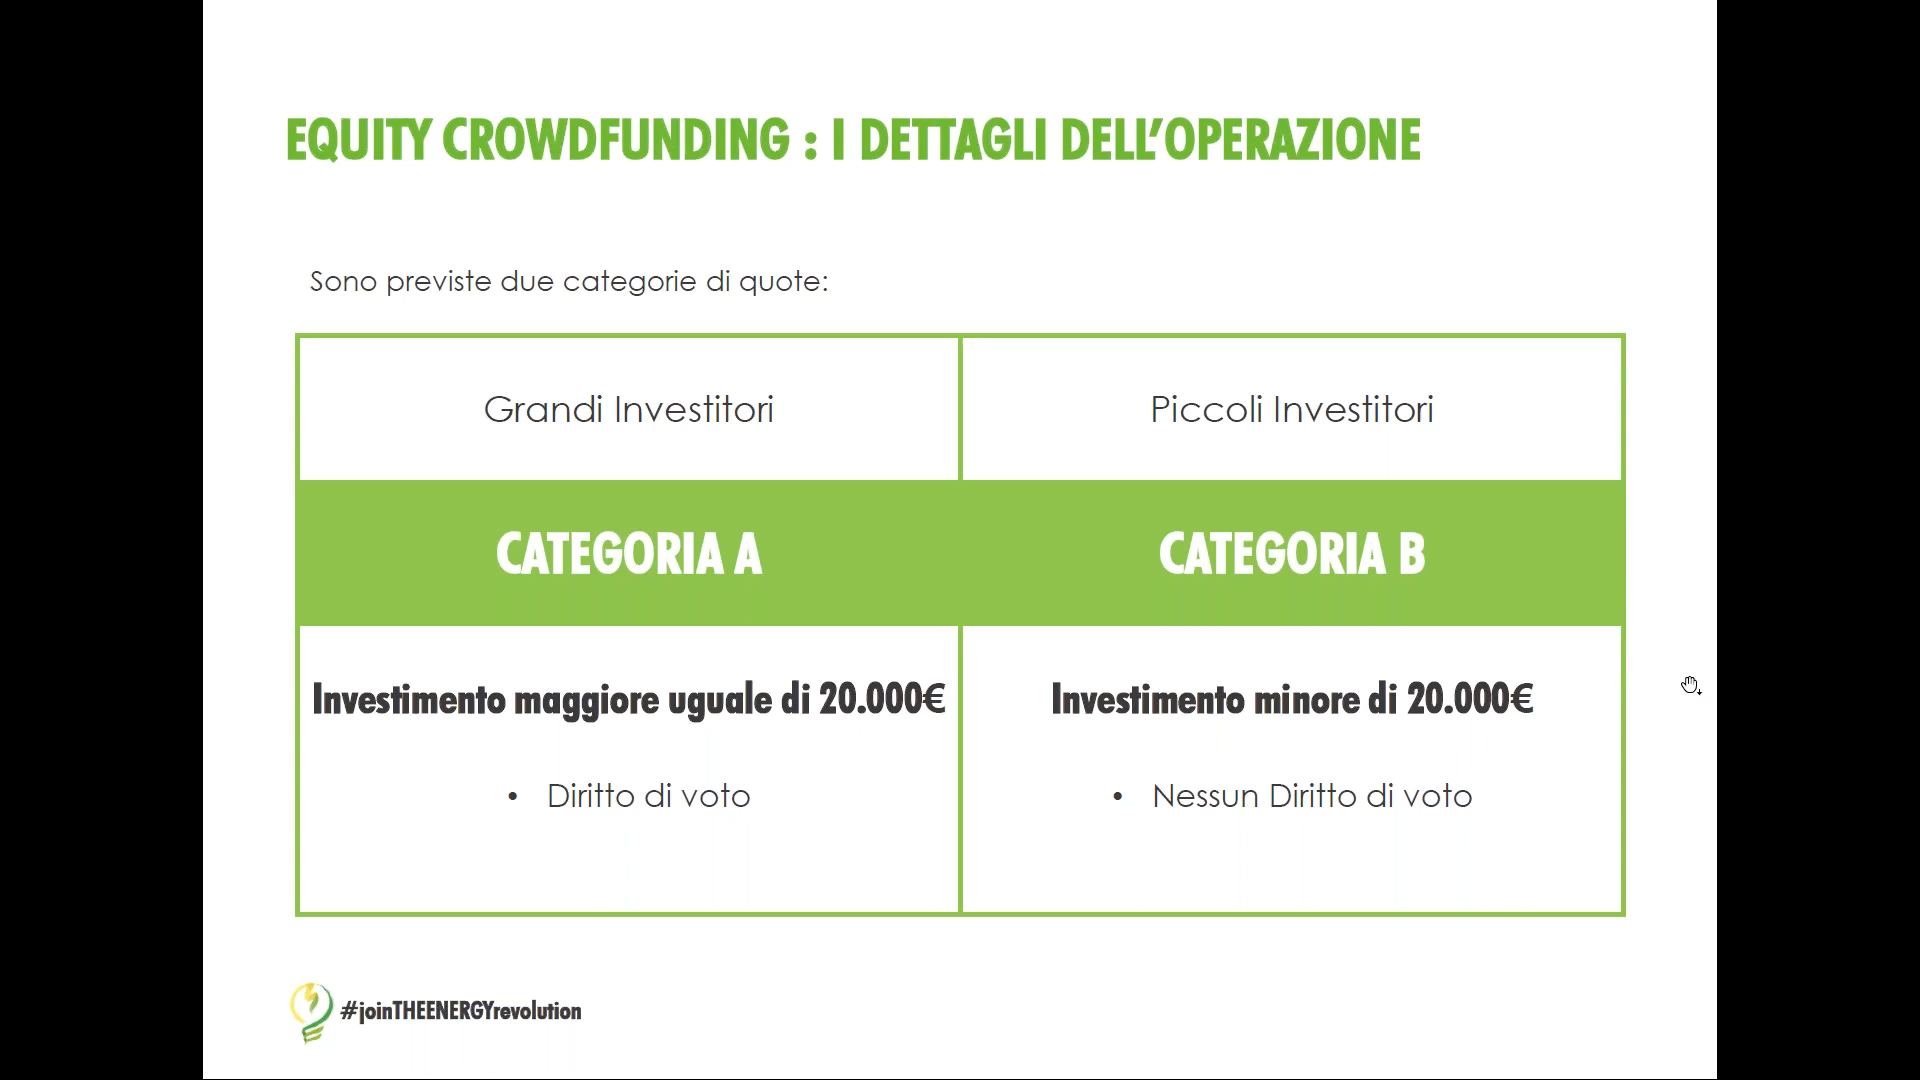 EQUITY CROWDFUNDING : I DETTAGLI DELL’OPERAZIONE
Sono previste due categorie di quote:
Grandi Investitori
Piccoli Investitori
CATEGORIA A
CATEGORIA B
Investimento maggiore uguale di 20.000€
• Diritto di voto
Investimento minore di 20.000€
• Nessun Diritto di voto
#joinTHEENERGYrevolution